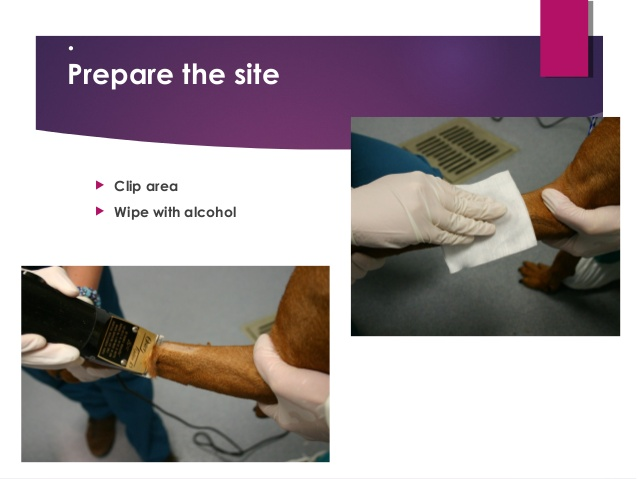 .
Prepare the site
Clip area
Wipe with alcohol